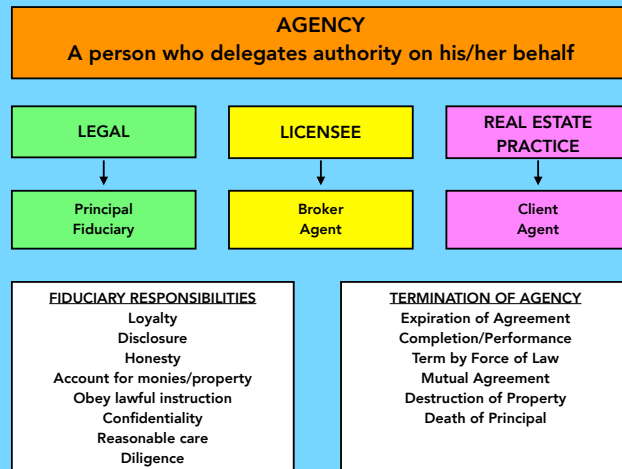 AGENCY
A person who delegates authority on his/her behalf
LEGAL
LICENSEE
REAL ESTATE
PRACTICE
Principal
Fiduciary
Broker
Agent
Client
Agent
FIDUCIARY RESPONSIBILITIES
Loyalty
Disclosure
Honesty
Account for monies/property
Obey lawful instruction
Confidentiality
Reasonable care
Diligence
TERMINATION OF AGENCY
Expiration of Agreement
Completion/Performance
Term by Force of Law
Mutual Agreement
Destruction of Property
Death of Principal